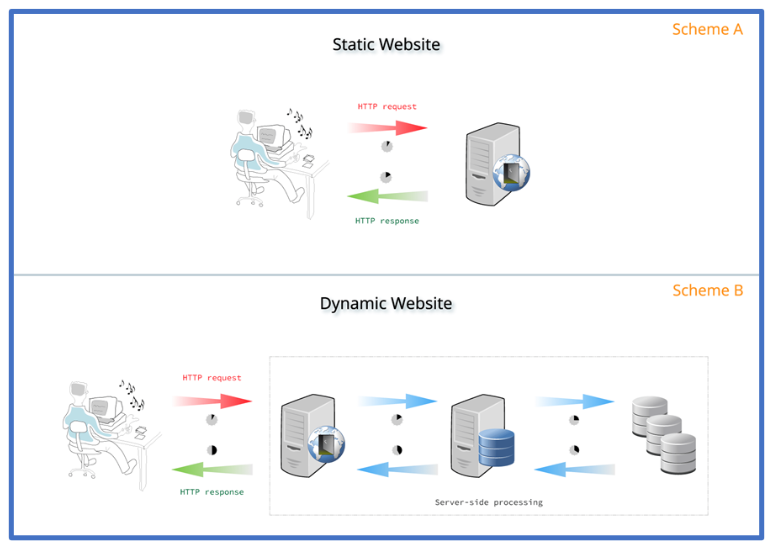 Scheme A
Static Website
HTTP request
HTTP response
Scheme B
Dynamic Website
HTTP request
HTTP response
Server-side processing